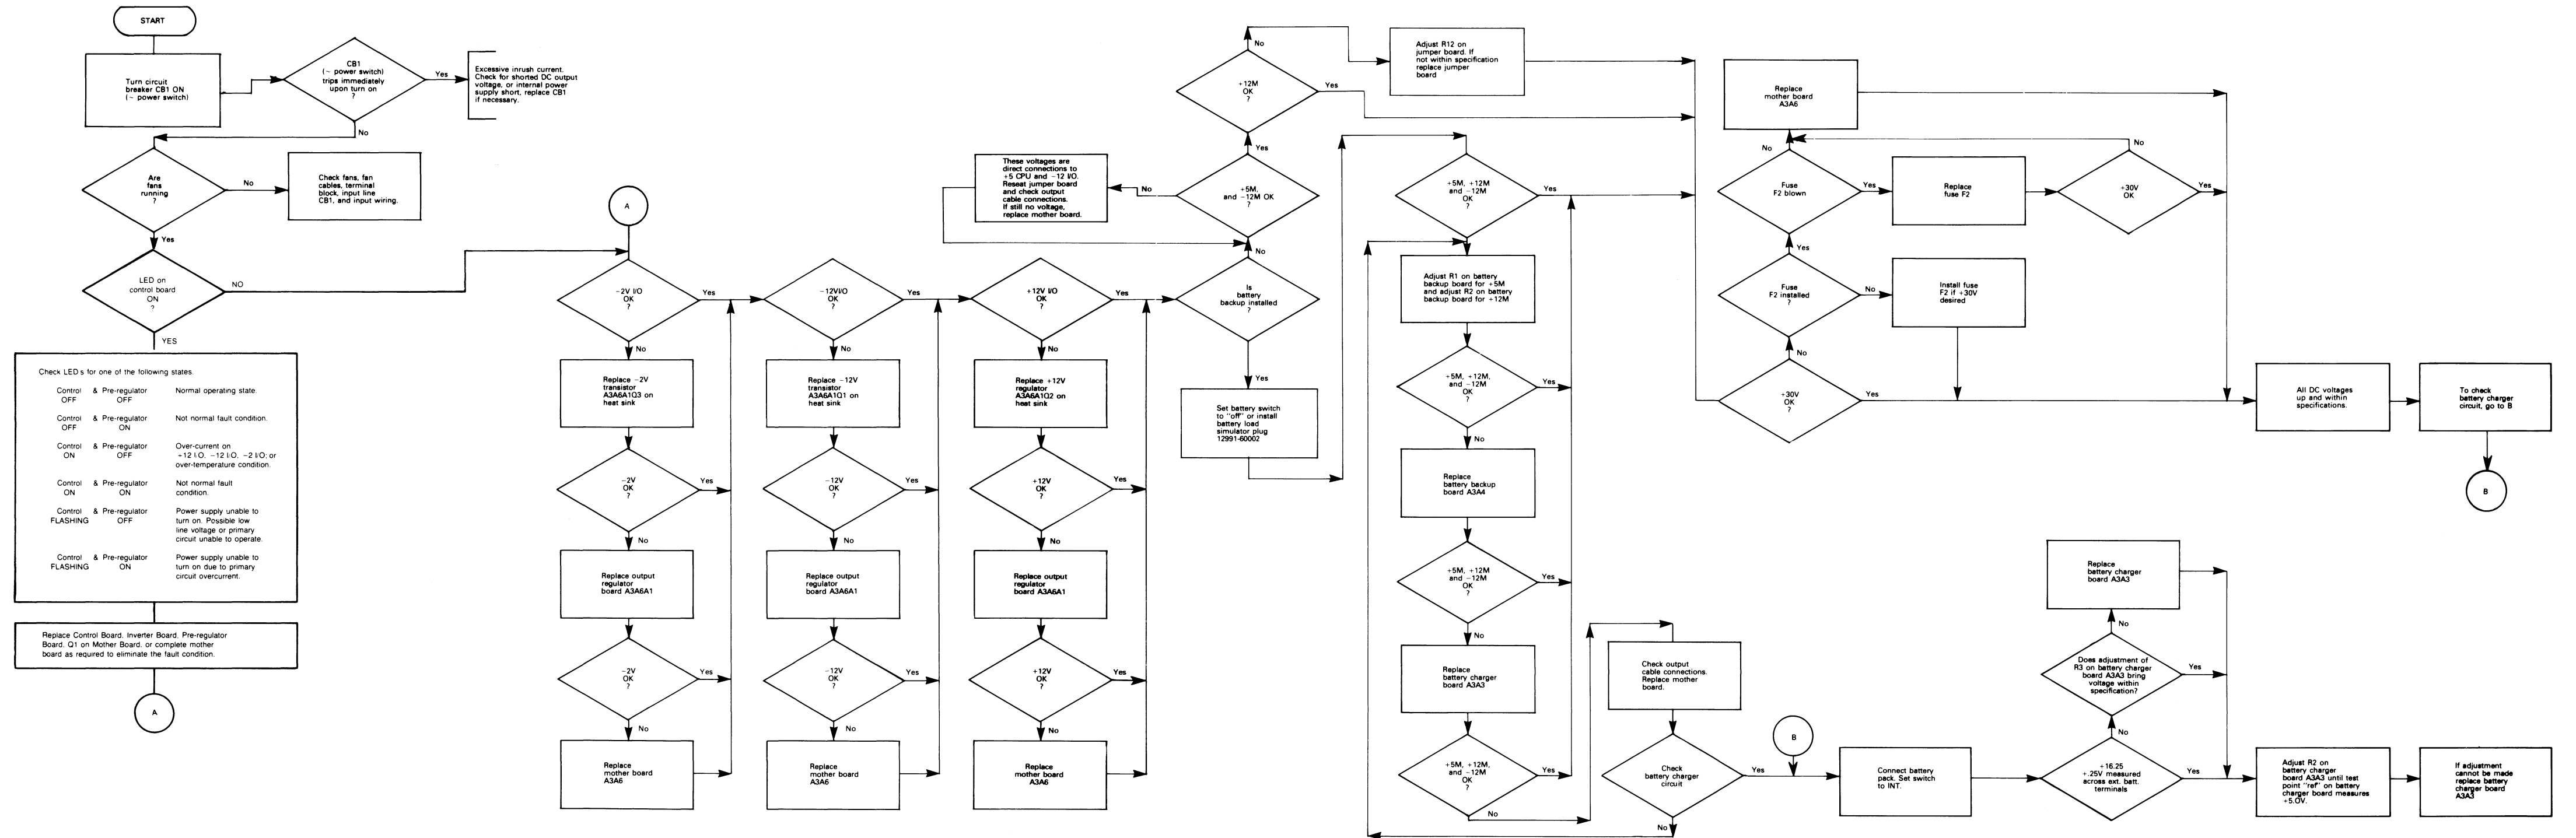 START
Turn circuit
breaker CB1 ON
(~ power switch)
CB1
(~ power switch)
trips immediately
upon turn on
?
Yes
Excessive inrush current.
Check for shorted DC output
voltage, or internal power
supply short, replace CB1
if necessary.
No
Are
fans
running
?
No
Check fans, fan
cables, terminal
block, input line
CB1, and input wiring.
Yes
LED on
control board
ON
?
NO
YES
Check LED's for one of the following states.
Control & Pre-regulator Normal operating state.
OFF OFF
Control & Pre-regulator Not normal fault condition.
OFF ON
Control & Pre-regulator Over-current on
ON OFF +12 I/O, -12 I/O, -2 I/O; or
over-temperature condition.
Control & Pre-regulator Not normal fault
ON ON condition.
Control & Pre-regulator Power supply unable to
FLASHING OFF turn on. Possible low
line voltage or primary
circuit unable to operate.
Control & Pre-regulator Power supply unable to
FLASHING ON turn on due to primary
circuit overcurrent.
Replace Control Board, Inverter Board, Pre-regulator
Board, Q1 on Mother Board, or complete mother
board as required to eliminate the fault condition.
A
A
-2V I/O
OK
?
Yes
No
Replace -2V
transistor
A3A6A1Q3 on
heat sink
-2V
OK
?
Yes
No
Replace output
regulator
board A3A6A1
-2V
OK
?
Yes
No
Replace
mother board
A3A6
-12VI/O
OK
?
Yes
No
Replace -12V
transistor
A3A6A1Q1 on
heat sink
-12V
OK
?
Yes
No
Replace output
regulator
board A3A6A1
-12V
OK
?
Yes
No
Replace
mother board
A3A6
+12V I/O
OK
?
Yes
No
Replace +12V
regulator
A3A6A1Q2 on
heat sink
+12V
OK
?
Yes
No
Replace output
regulator
board A3A6A1
+12V
OK
?
Yes
No
Replace
mother board
A3A6
Is
battery
backup installed
?
No
+5M,
and -12M OK
?
No
These voltages are
direct connections to
+5 CPU and -12 I/O.
Reseat jumper board
and check output
cable connections.
If still no voltage,
replace mother board.
Yes
+12M
OK
?
Yes
No
Adjust R12 on
jumper board. If
not within specification
replace jumper
board
Yes
Set battery switch
to "off" or install
battery load
simulator plug
12991-60002
+5M, +12M
and -12M
OK
?
Yes
No
Adjust R1 on battery
backup board for +5M
and adjust R2 on battery
backup board for +12M
+5M, +12M,
and -12M
OK
?
Yes
No
Replace
battery backup
board A3A4
+5M, +12M
and -12M
OK
?
Yes
No
Replace
battery charger
board A3A3
+5M, +12M,
and -12M
OK
?
Yes
No
Check output
cable connections.
Replace mother
board.
Check
battery charger
circuit
Yes
No
B
Connect battery
pack. Set switch
to INT.
+16.25
+.25V measured
across ext. batt.
terminals
Yes
No
Does adjustment of
R3 on battery charger
board A3A3 bring
voltage within
specification?
Yes
No
Replace
battery charger
board A3A3
Adjust R2 on
battery charger
board A3A3 until test
point "ref" on battery
charger board measures
+5.0V.
If adjustment
cannot be made
replace battery
charger board
A3A3
Replace
mother board
A3A6
No
Fuse
F2 blown
?
Yes
Replace
fuse F2
No
+30V
OK
?
Yes
Yes
Fuse
F2 installed
?
No
Install fuse
F2 if +30V
desired
No
+30V
OK
?
Yes
All DC voltages
up and within
specifications.
To check
battery charger
circuit, go to B
B